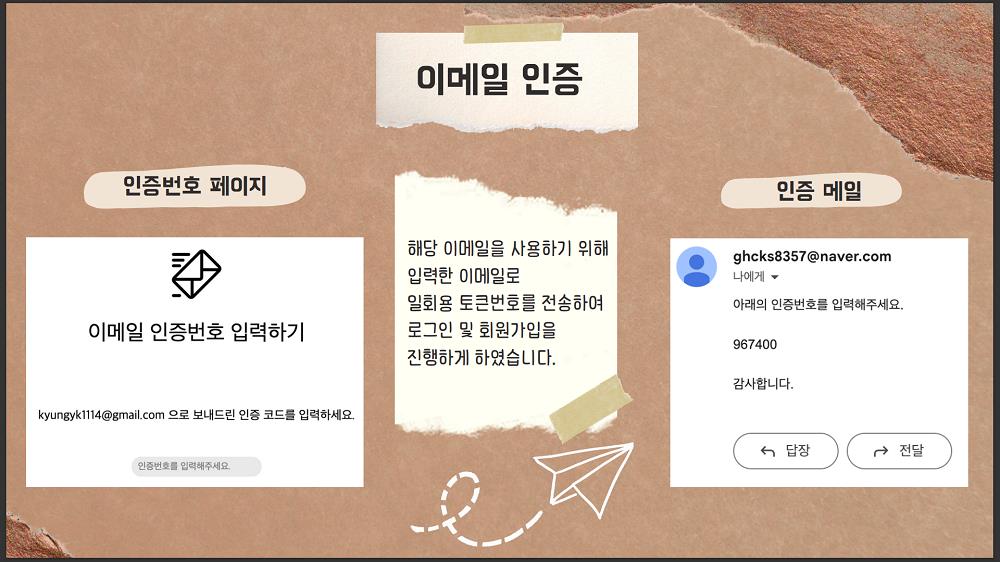 이메일 인증
인증번호 페이지
이메일 인증번호 입력하기
kyungyk1114@gmail.com 으로 보내드린 인증 코드를 입력하세요.
인증번호를 입력해주세요.
해당 이메일을 사용하기 위해
입력한 이메일로
일회용 토큰번호를 전송하여
로그인 및 회원가입을
진행하게 하였습니다.
인증 메일
ghcks8357@naver.com
나에게
아래의 인증번호를 입력해주세요.
967400
감사합니다.
답장
전달